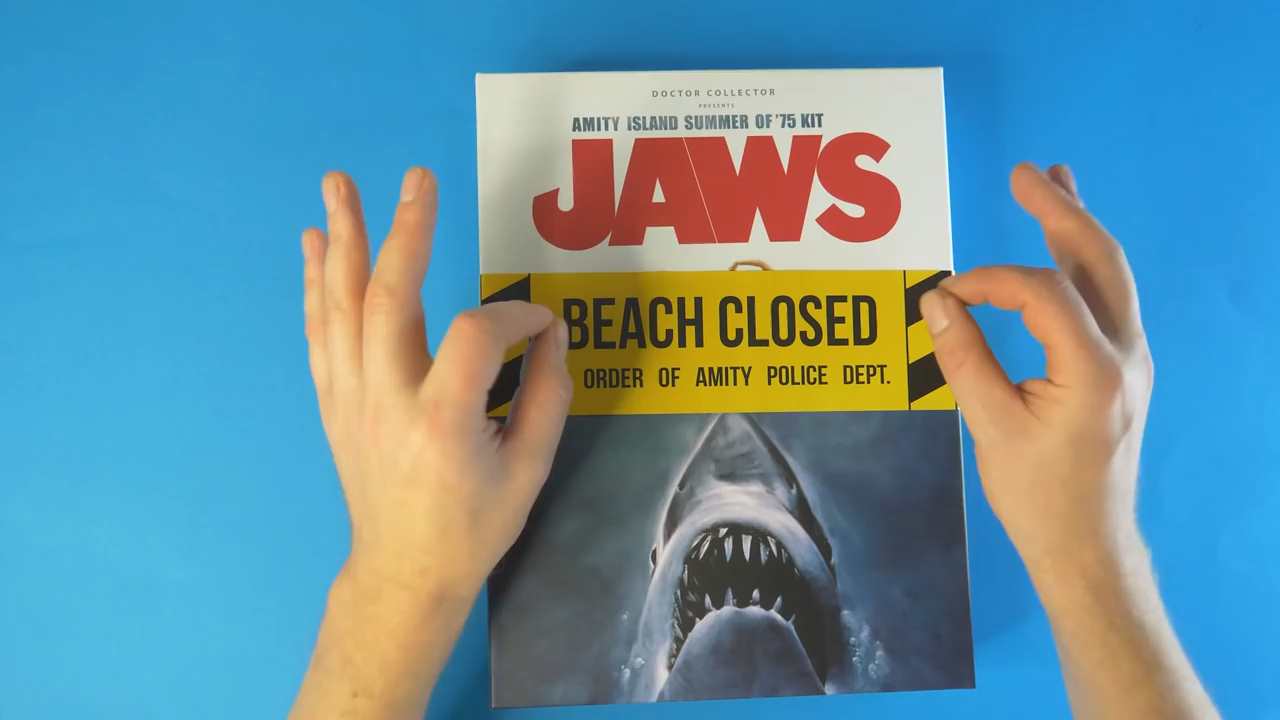 DOCTOR COLLECTOR
PRESENTS
AMITY ISLAND SUMMER OF '75 KIT
JAWS
BEACH CLOSED
ORDER OF AMITY POLICE DEPT.